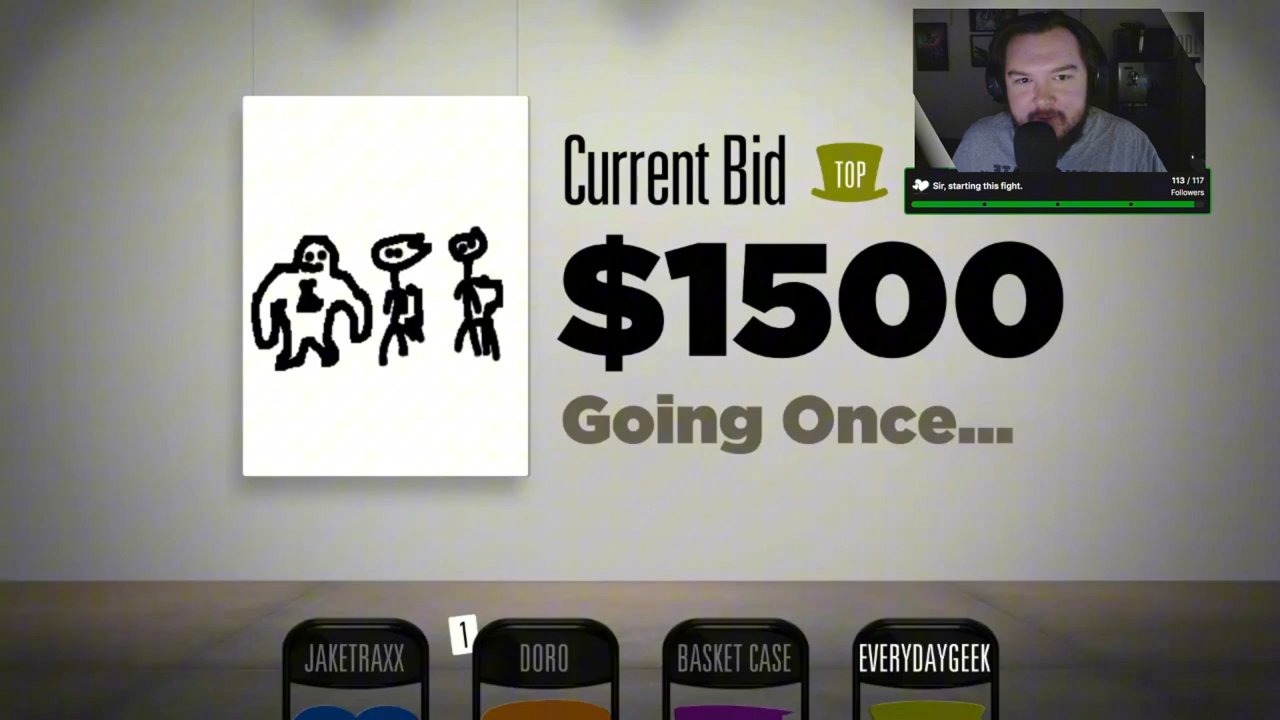 Current Bid
TOP
$1500
Going Once...
Sir, starting this fight.
113 / 117
Followers
1
JAKETRAXX
DORO
BASKET CASE
EVERYDAYGEEK